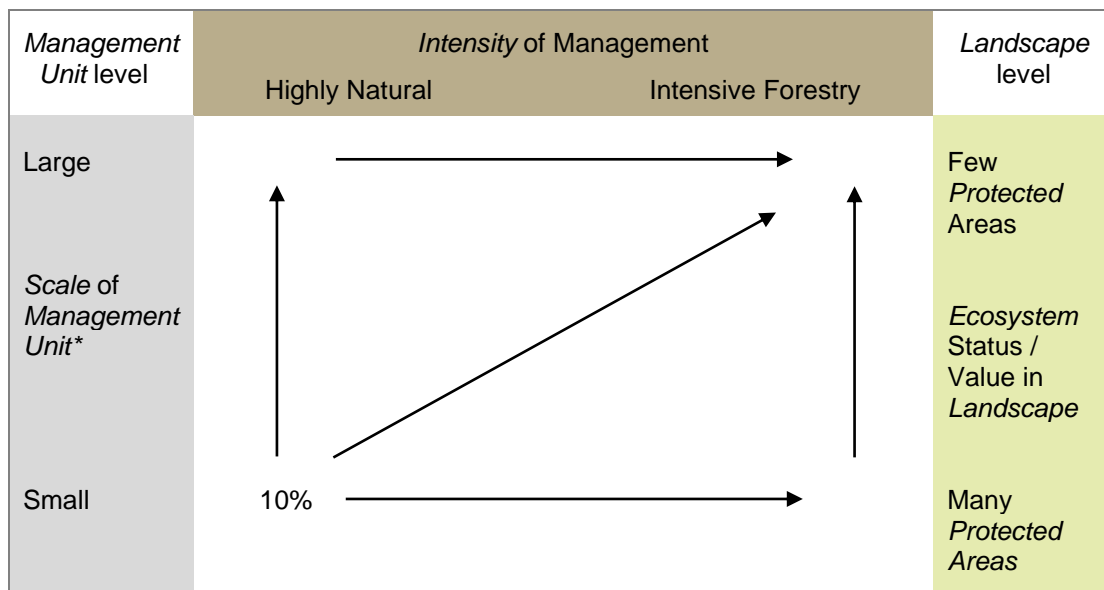 Management
Unit level
Intensity of Management
Highly Natural
Intensive Forestry
Landscape
level
Large
Few
Protected
Areas
Scale of
Management
Unit*
Ecosystem
Status /
Value in
Landscape
Small
10%
Many
Protected
Areas